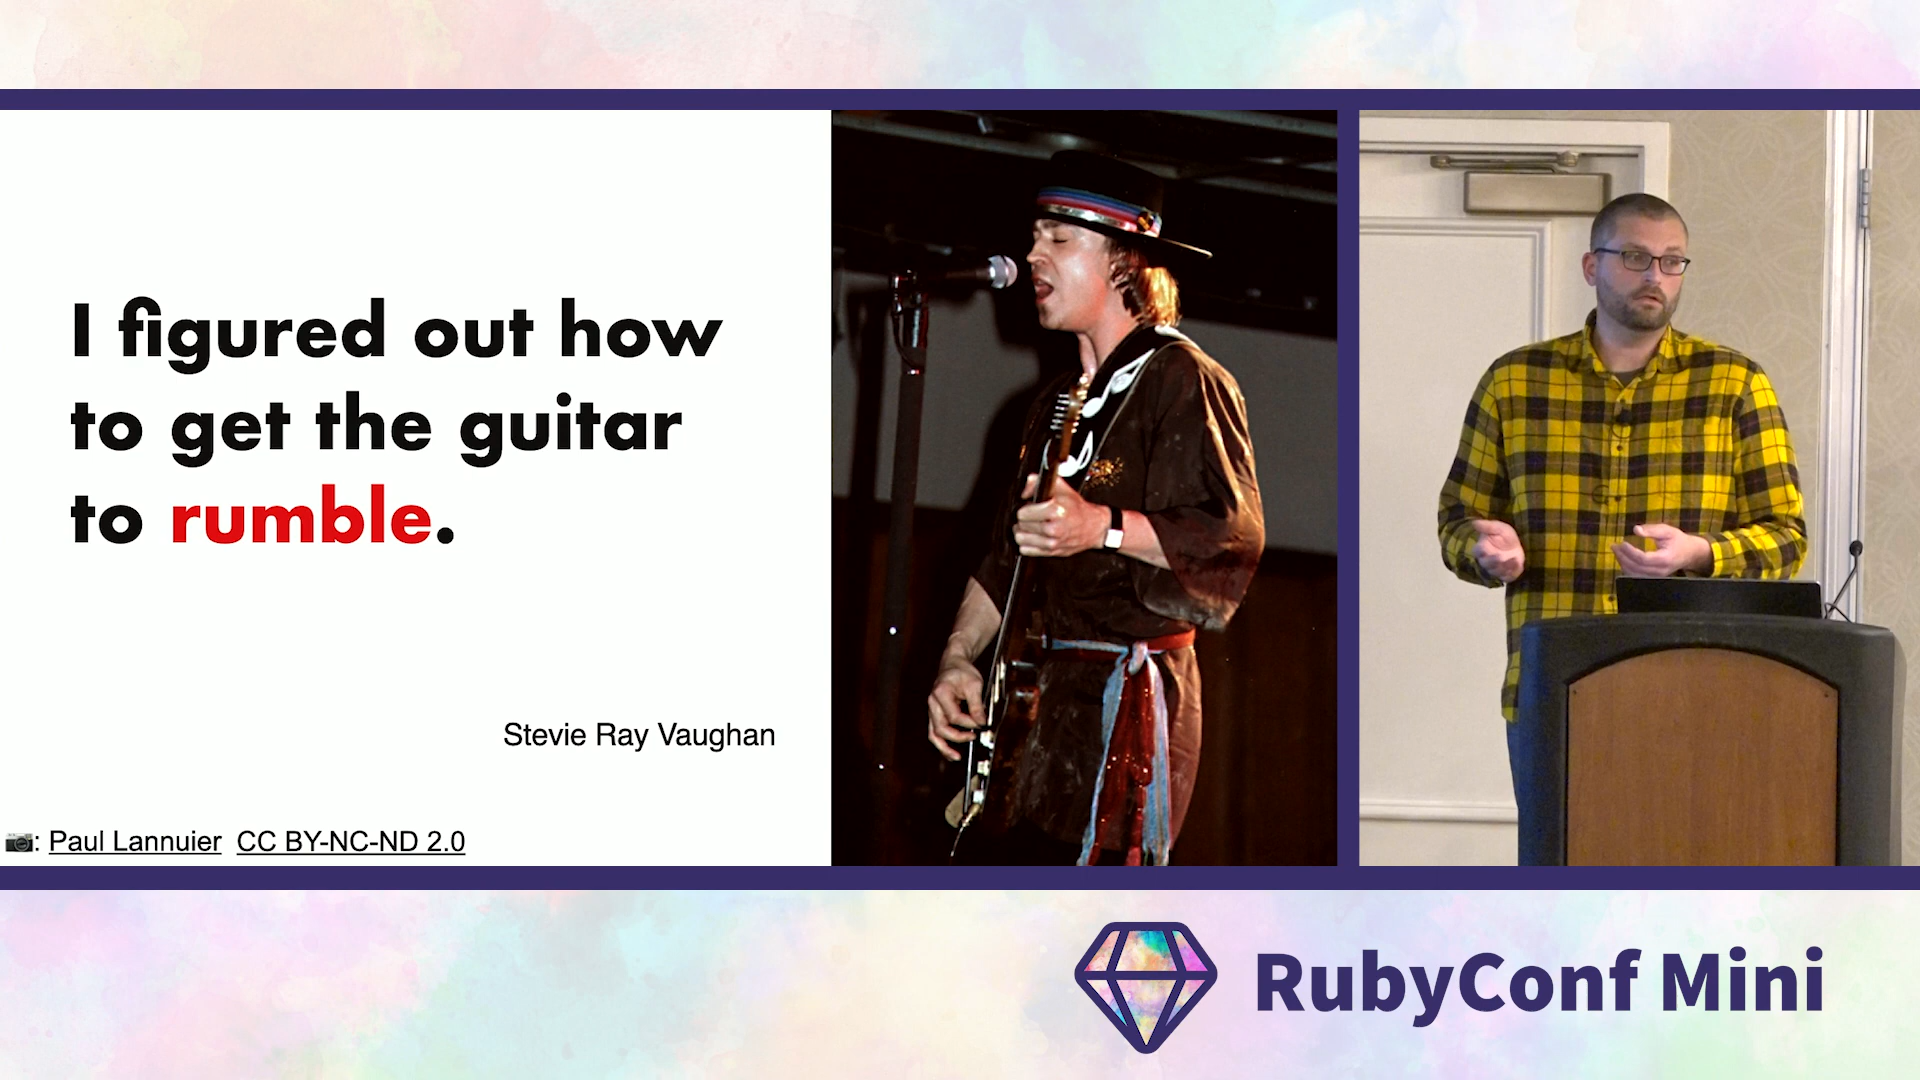 I figured out how
to get the guitar
to rumble.
Stevie Ray Vaughan
📷: Paul Lannuier CC BY-NC-ND 2.0
RubyConf Mini